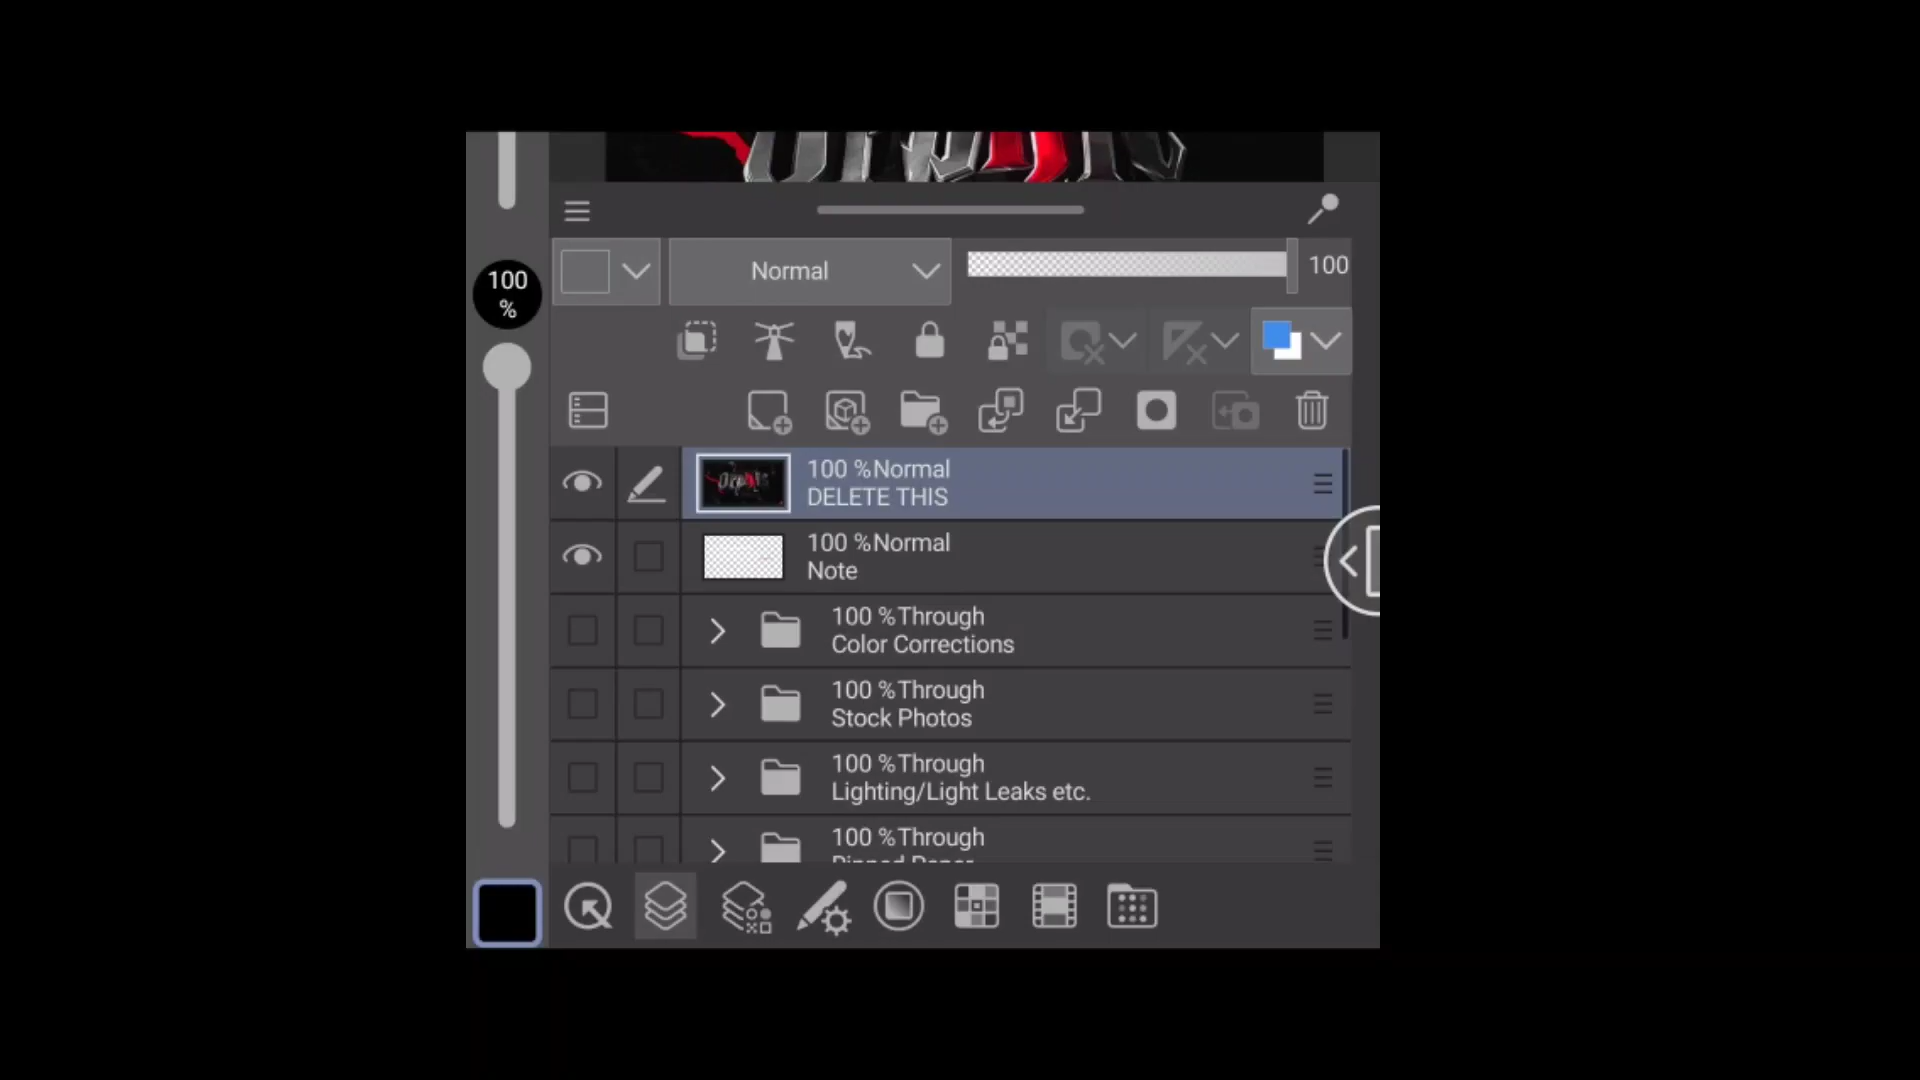 100
Normal
100
%
100 %Normal
DELETE THIS
100 %Normal
Note
100 %Through
Color Corrections
100 %Through
Stock Photos
100 %Through
Lighting/Light Leaks etc.
100 %Through